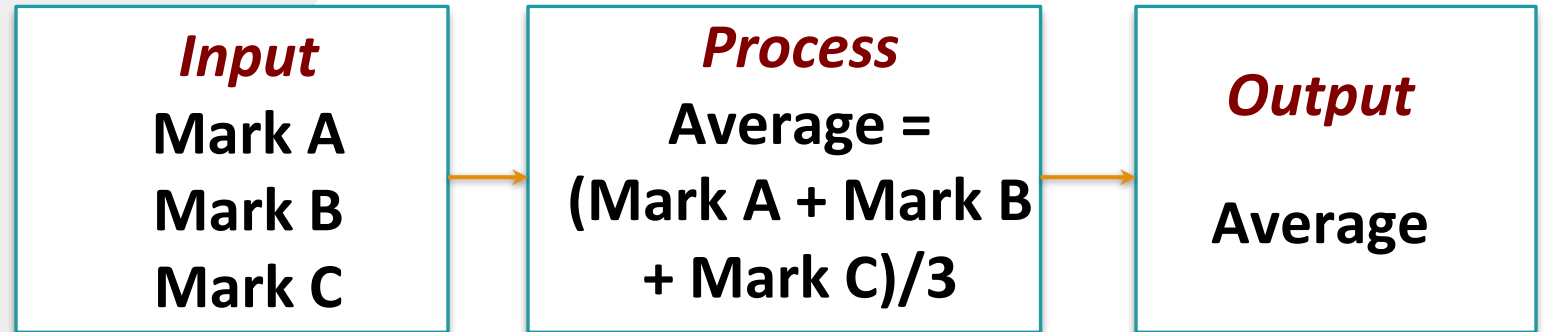 Input
Mark A
Mark B
Mark C
Process
Average =
(Mark A + Mark B
+ Mark C)/3
Output
Average